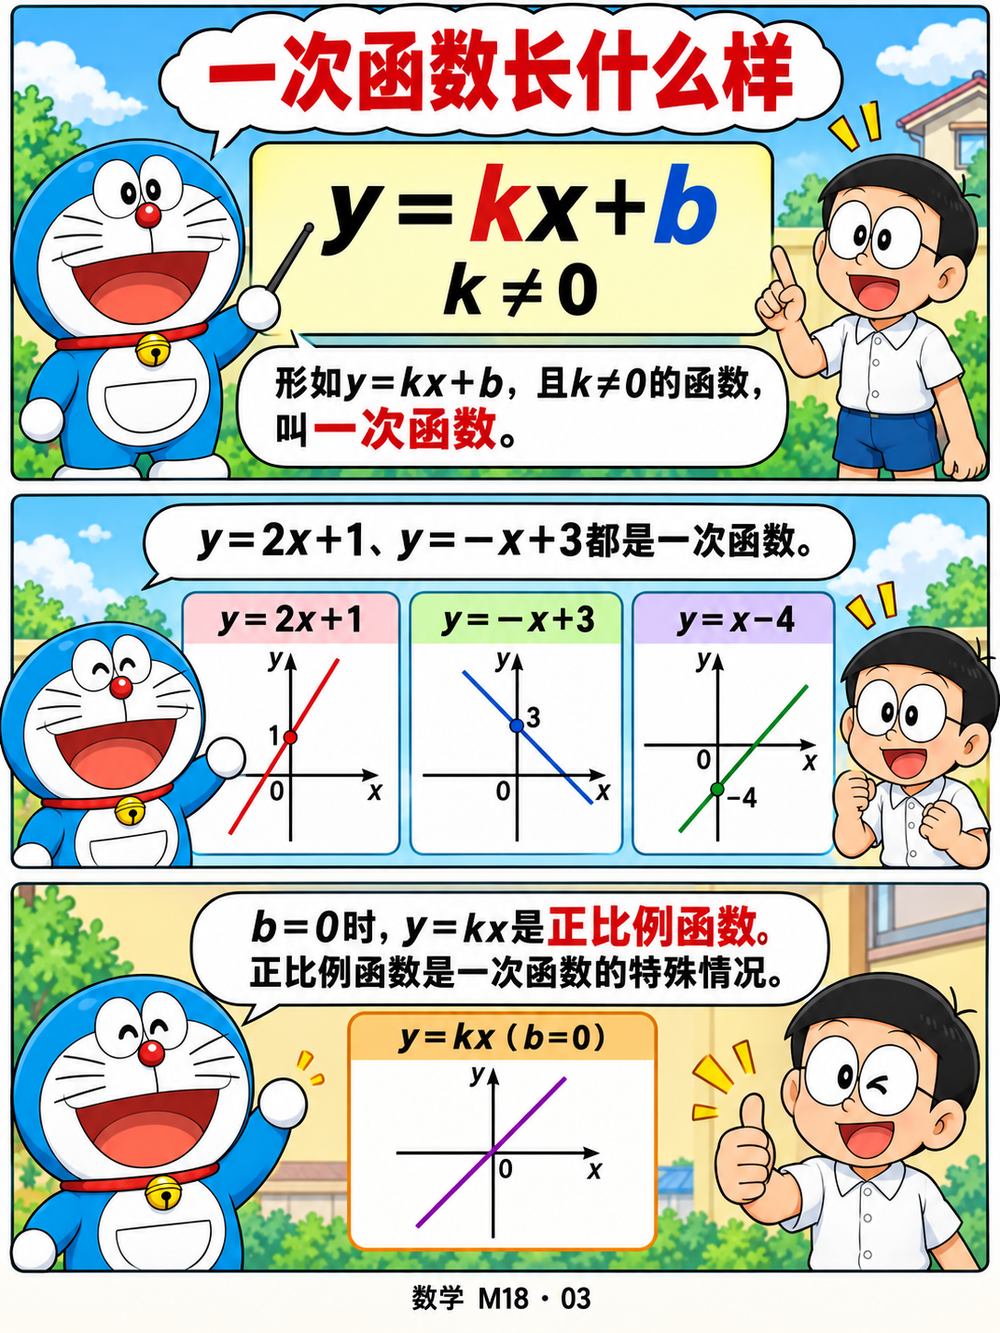 一次函数长什么样
y=kx+b
k≠0
形如y=kx+b，且k≠0的函数，
叫一次函数。
y=2x+1、y=-x+3都是一次函数。
y=2x+1
y
1
0
x
y=-x+3
y
3
0
x
y=x-4
y
0
x
-4
b=0时，y=kx是正比例函数。
正比例函数是一次函数的特殊情况。
y=kx（b=0）
y
0
x
数学 M18·03